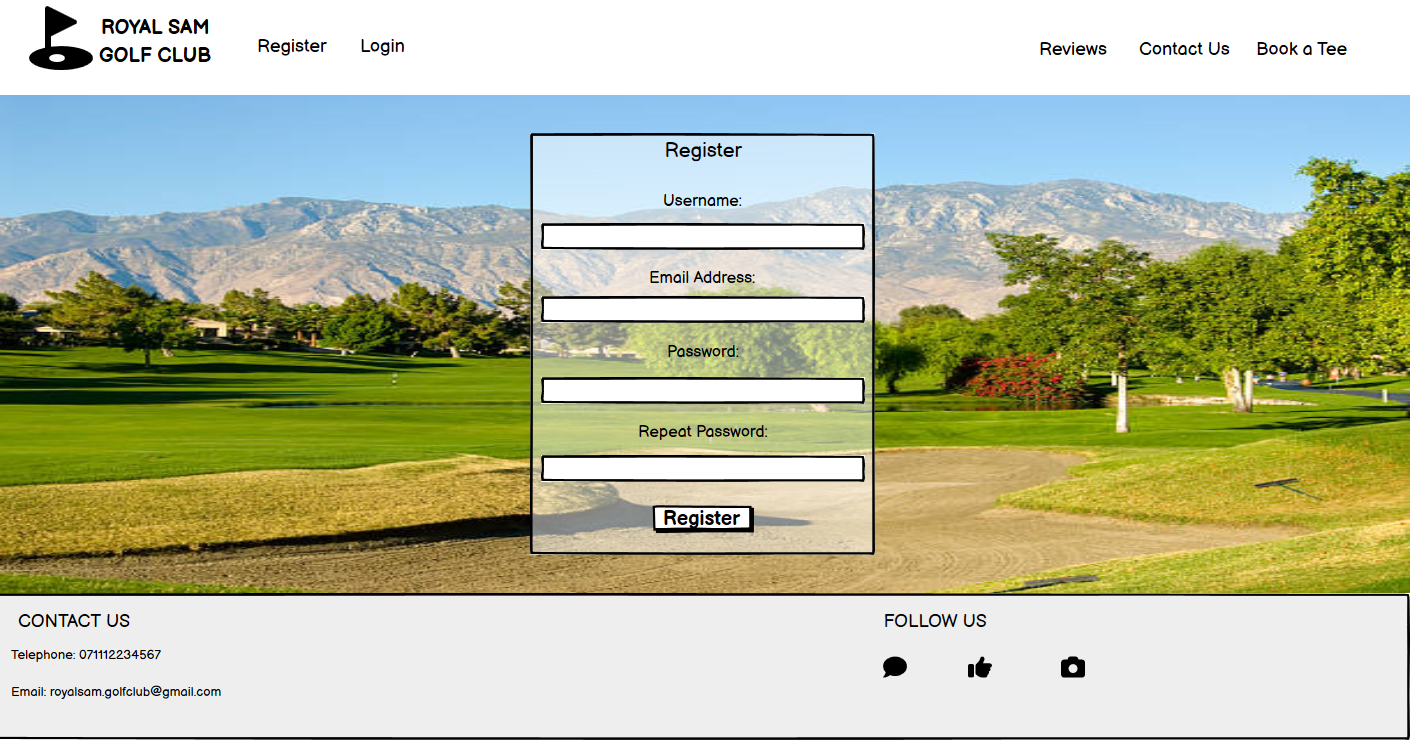 ROYAL SAM
GOLF CLUB
Register
Login
Reviews
Contact Us
Book a Tee
Register
Username:
Email Address:
Password:
Repeat Password:
Register
CONTACT US
Telephone: 071112234567
Email: royalsam.golfclub@gmail.com
FOLLOW US